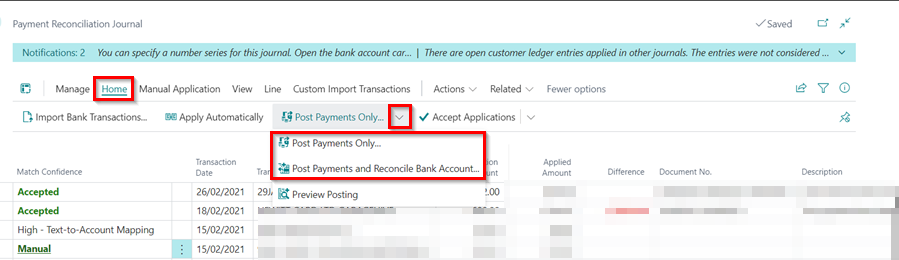 Payment Reconciliation Journal
Saved
Notifications: 2 You can specify a number series for this journal. Open the bank account car... | There are open customer ledger entries applied in other journals. The entries were not considered ...
Manage Home Manual Application View Line Custom Import Transactions Actions Related Fewer options
Import Bank Transactions... Apply Automatically Post Payments Only... Accept Applications
Post Payments Only...
Post Payments and Reconcile Bank Account...
Preview Posting
Match Confidence Transaction Date Applied Amount Difference Document No. Description
Accepted 26/02/2021 29/ 2.00
Accepted 18/02/2021
High - Text-to-Account Mapping 15/02/2021
Manual 15/02/2021